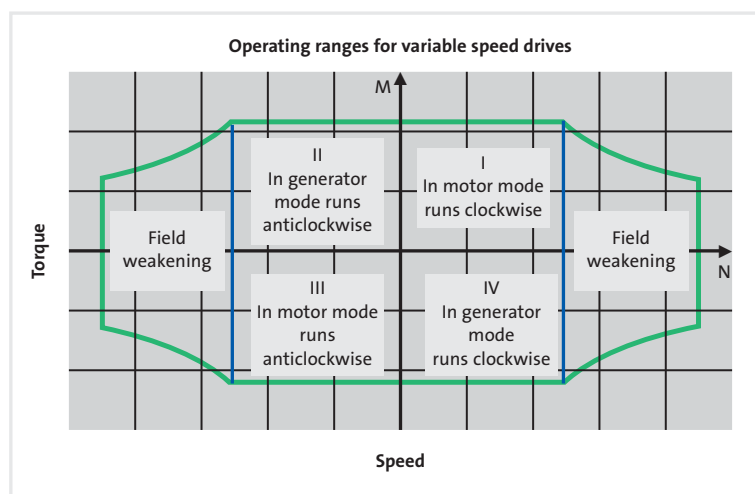 Operating ranges for variable speed drives
M
II
In generator
mode runs
anticlockwise
I
In motor mode
runs clockwise
Field
weakening
Field
weakening
N
Torque
III
In motor mode
runs
anticlockwise
IV
In generator
mode
runs clockwise
Speed